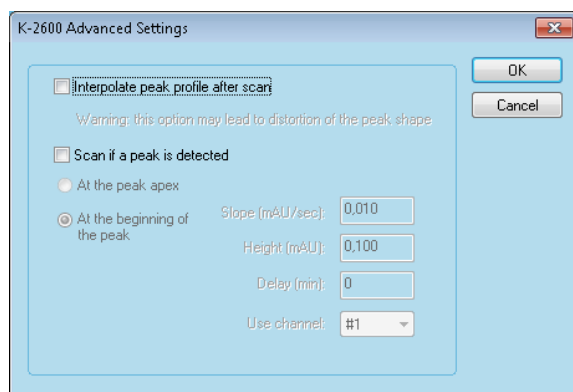 K-2600 Advanced Settings
OK
Interpolate peak profile after scan
Cancel
Warning: this option may lead to distortion of the peak shape
Scan if a peak is detected
At the peak apex
At the beginning of
the peak
Slope (mAU/sec): 0,010
Height (mAU): 0,100
Delay (min): 0
Use channel: #1